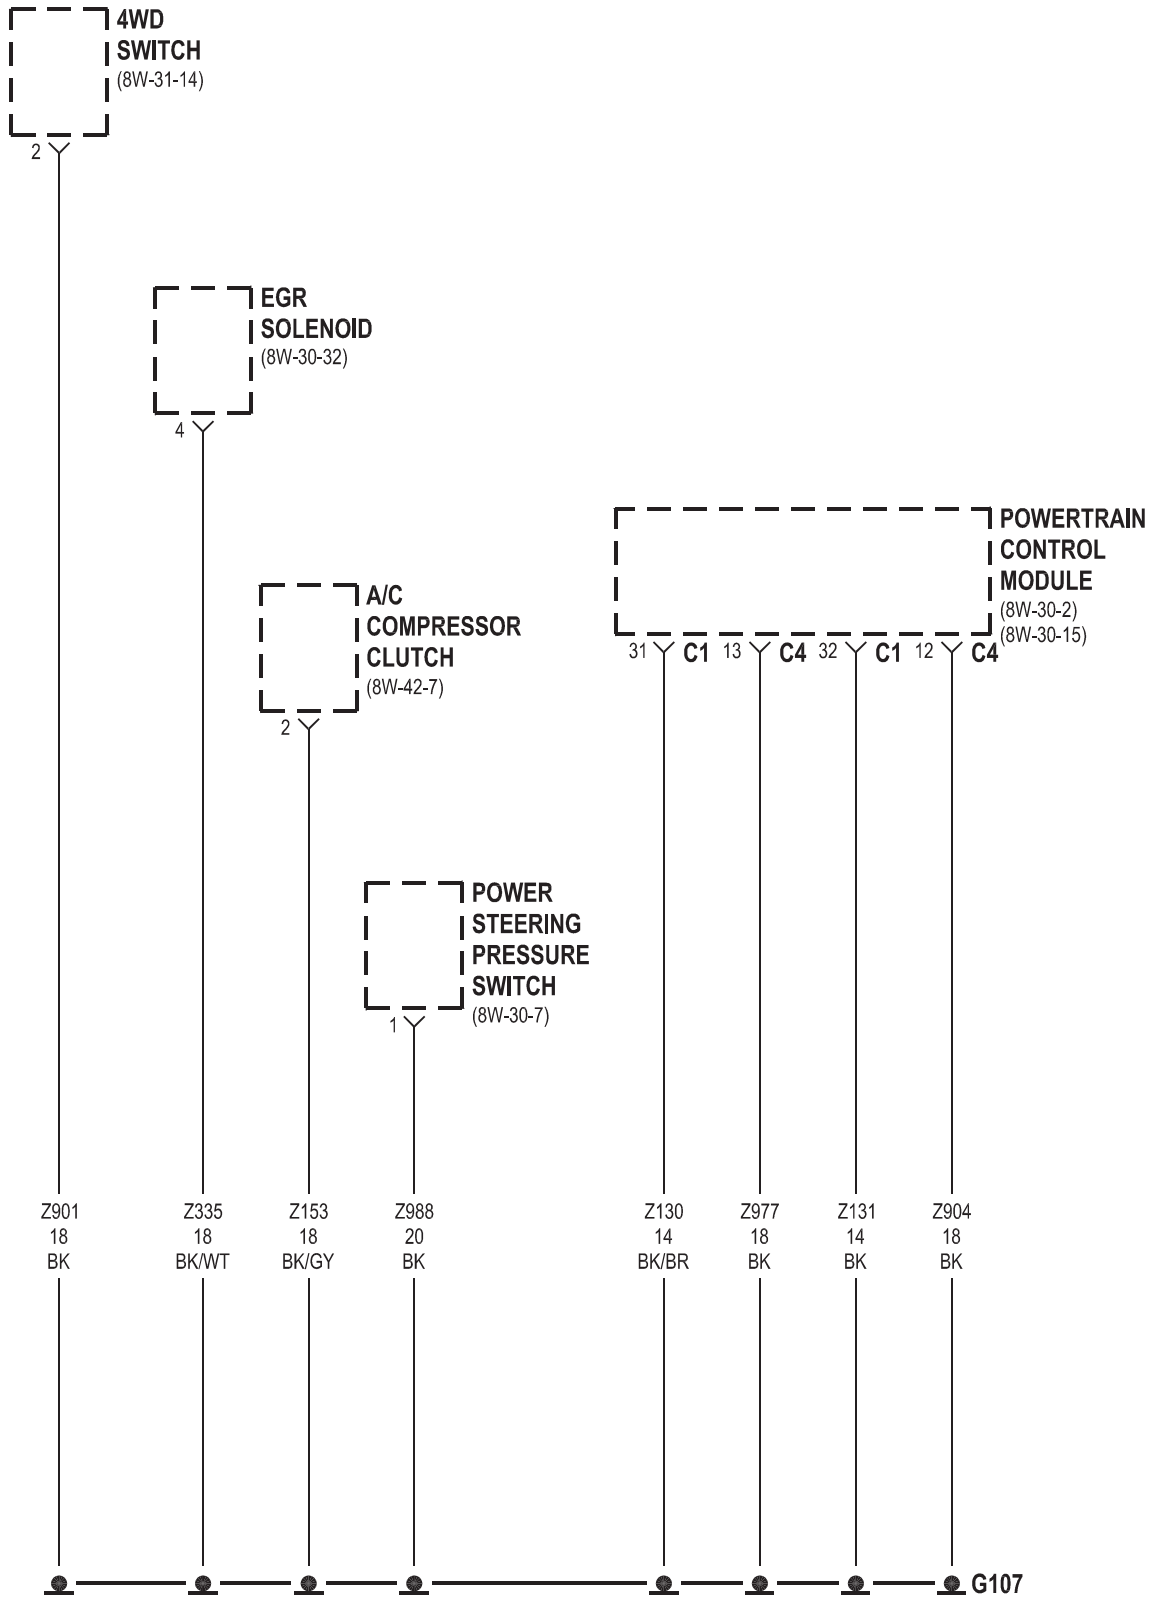 4WD
SWITCH
(8W-31-14)
2
EGR
SOLENOID
(8W-30-32)
4
POWERTRAIN
CONTROL
MODULE
(8W-30-2)
(8W-30-15)
31 C1 13 C4 32 C1 12 C4
A/C
COMPRESSOR
CLUTCH
(8W-42-7)
2
POWER
STEERING
PRESSURE
SWITCH
(8W-30-7)
1
Z901 Z335 Z153 Z988 Z130 Z977 Z131 Z904
18 18 18 20 14 18 14 18
BK BK/WT BK/GY BK BK/BR BK BK BK
G107